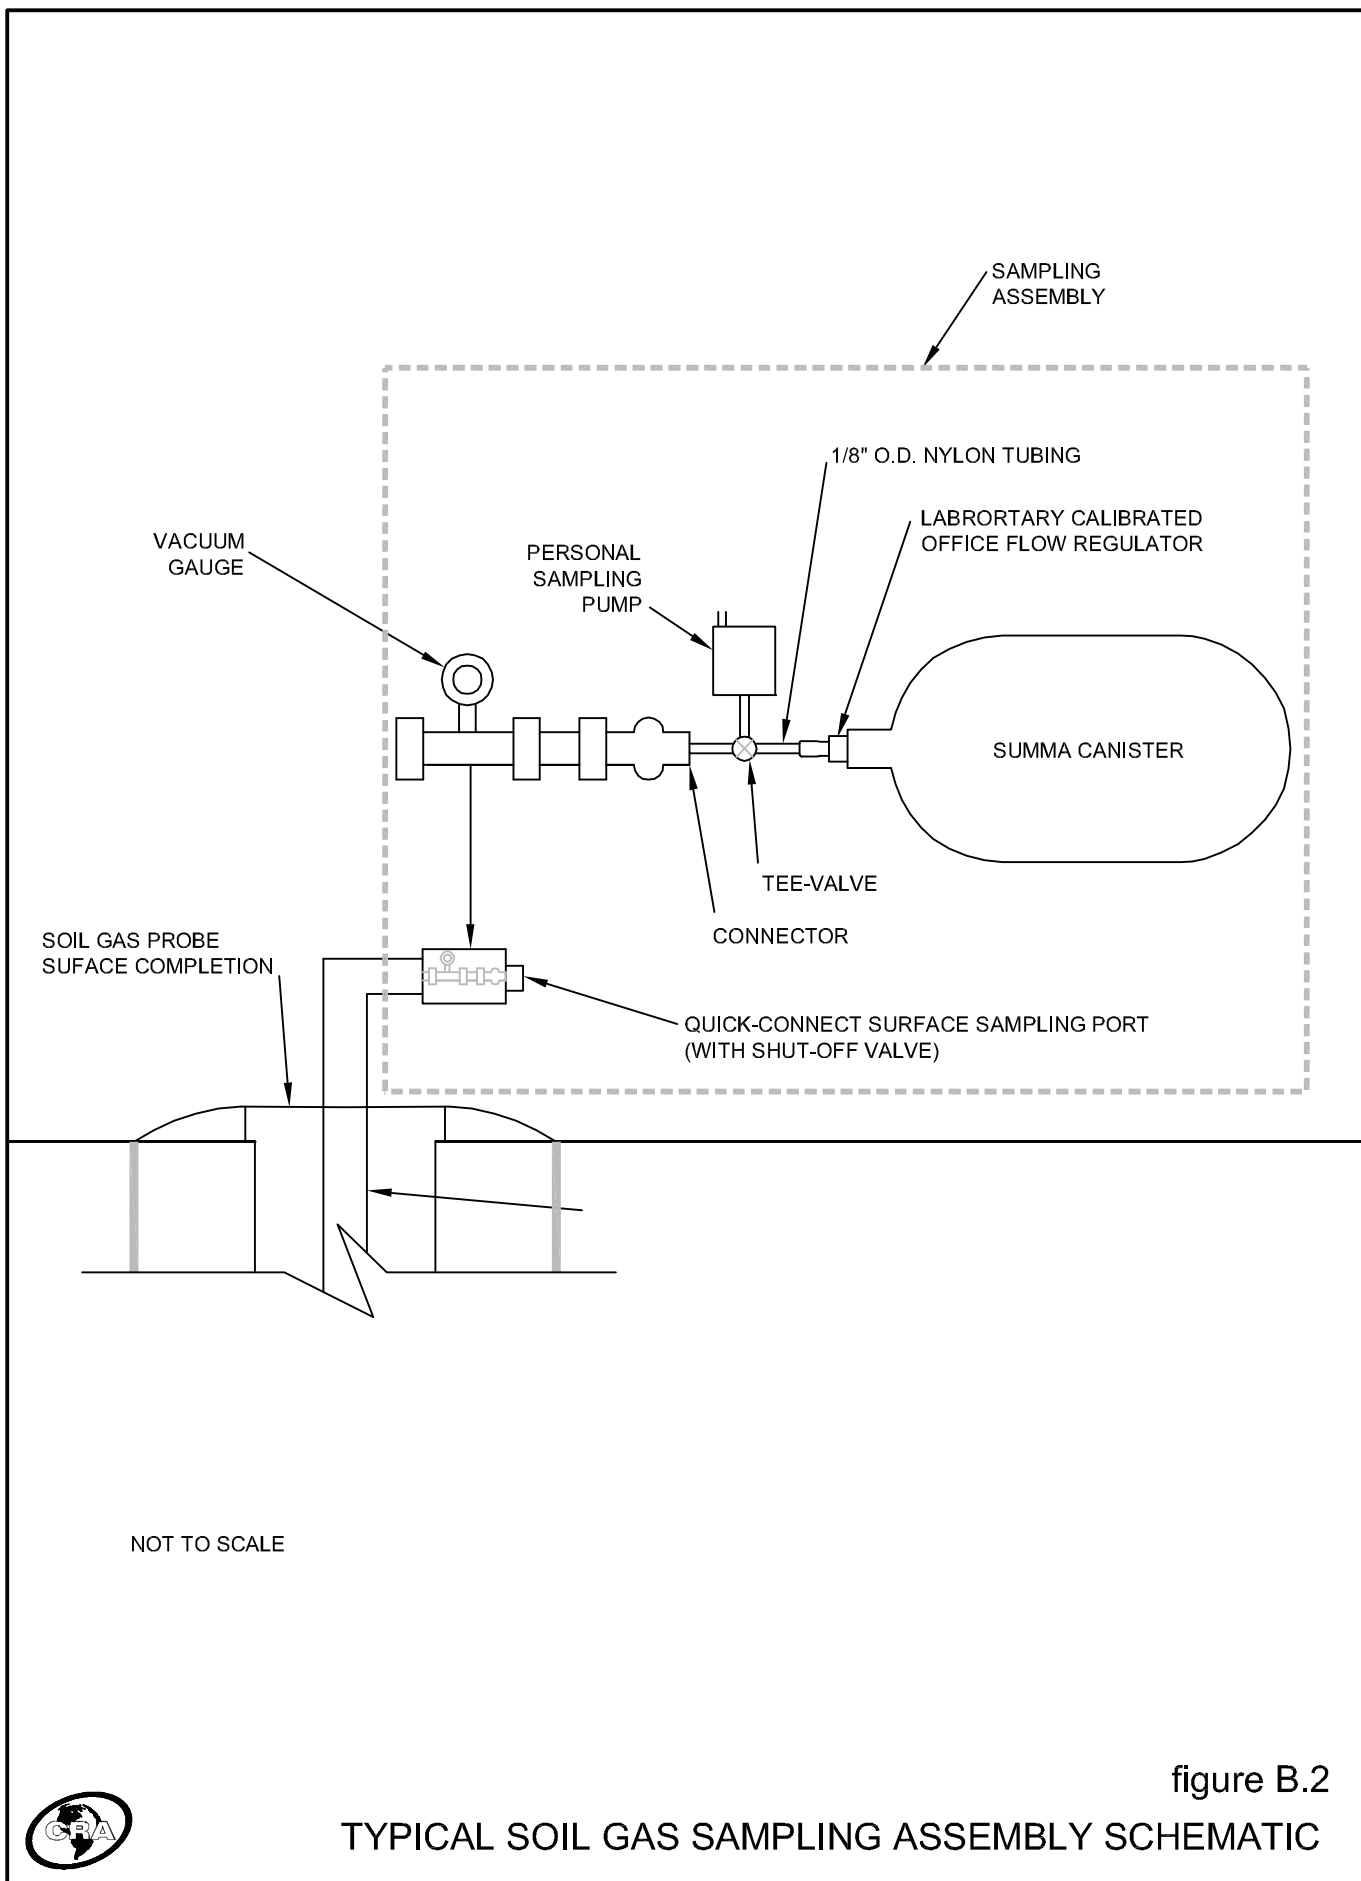 SAMPLING
ASSEMBLY
1/8" O.D. NYLON TUBING
LABRORTARY CALIBRATED
OFFICE FLOW REGULATOR
VACUUM
GAUGE
PERSONAL
SAMPLING
PUMP
SUMMA CANISTER
TEE-VALVE
CONNECTOR
SOIL GAS PROBE
SUFACE COMPLETION
QUICK-CONNECT SURFACE SAMPLING PORT
(WITH SHUT-OFF VALVE)
NOT TO SCALE
figure B.2
CRA
TYPICAL SOIL GAS SAMPLING ASSEMBLY SCHEMATIC